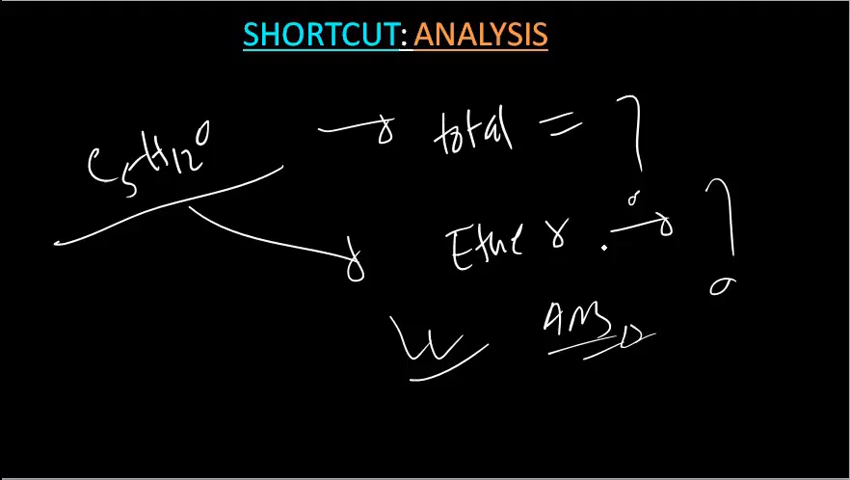 SHORTCUT: ANALYSIS
C5H12O → total = ?
Ether . → ?
ANS